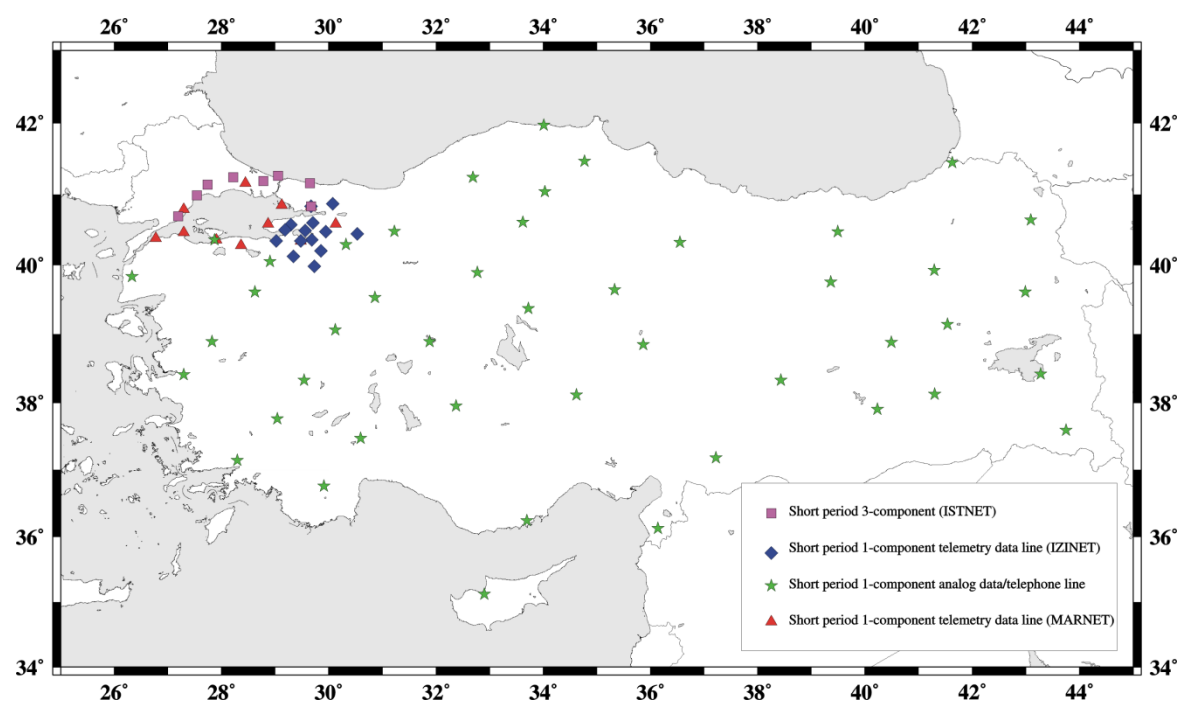 26° 28° 30° 32° 34° 36° 38° 40° 42° 44°
42° 42°
40° 40°
38° 38°
36° 36°
34° 34°
Short period 3-component (ISTNET)
Short period 1-component telemetry data line (IZINET)
Short period 1-component analog data/telephone line
Short period 1-component telemetry data line (MARNET)
26° 28° 30° 32° 34° 36° 38° 40° 42° 44°